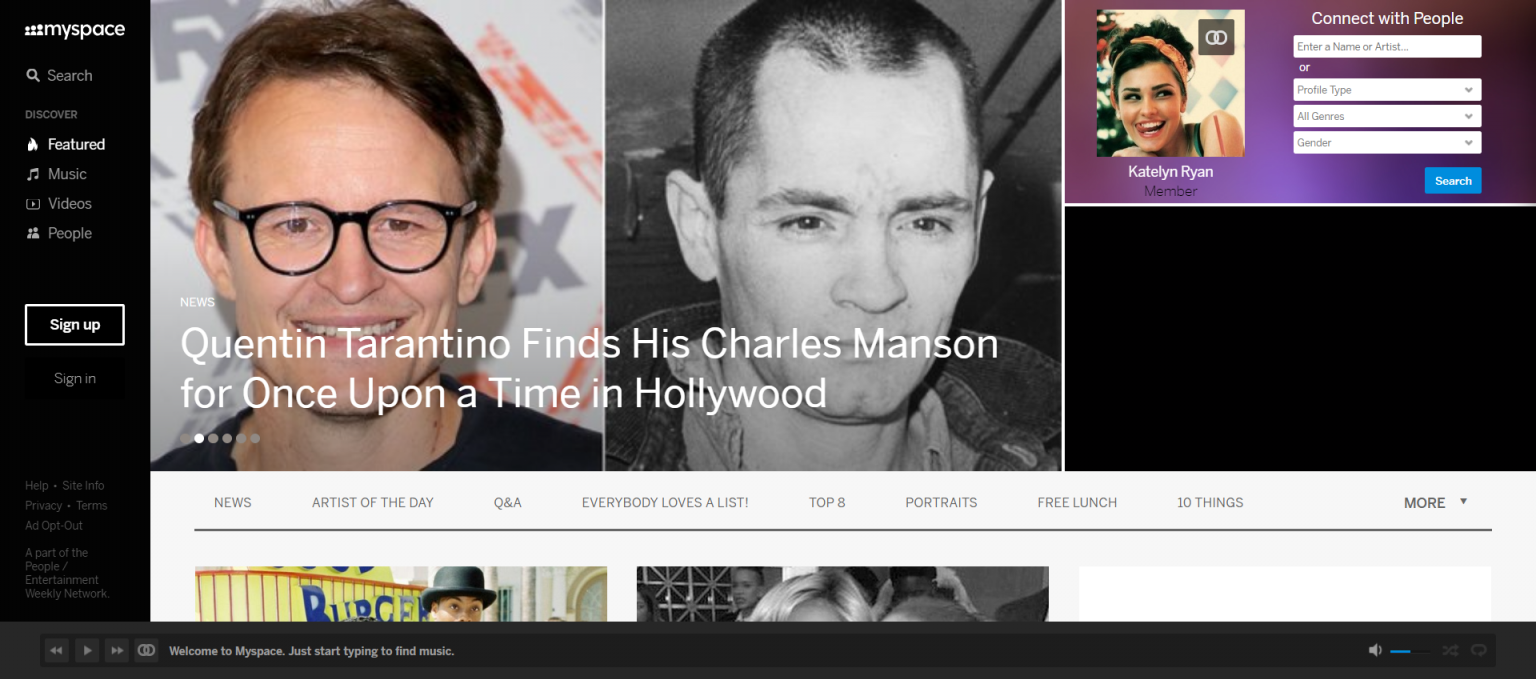 myspace
Search
DISCOVER
Featured
Music
Videos
People
Sign up
Sign in
Help • Site Info
Privacy • Terms
Ad Opt-Out
A part of the
People /
Entertainment
Weekly Network.
FX
NEWS
Quentin Tarantino Finds His Charles Manson
for Once Upon a Time in Hollywood
Connect with People
Enter a Name or Artist...
or
Profile Type
All Genres
Gender
Search
Katelyn Ryan
Member
NEWS
ARTIST OF THE DAY
Q&A
EVERYBODY LOVES A LIST!
TOP 8
PORTRAITS
FREE LUNCH
10 THINGS
MORE
BURGER
Welcome to Myspace. Just start typing to find music.